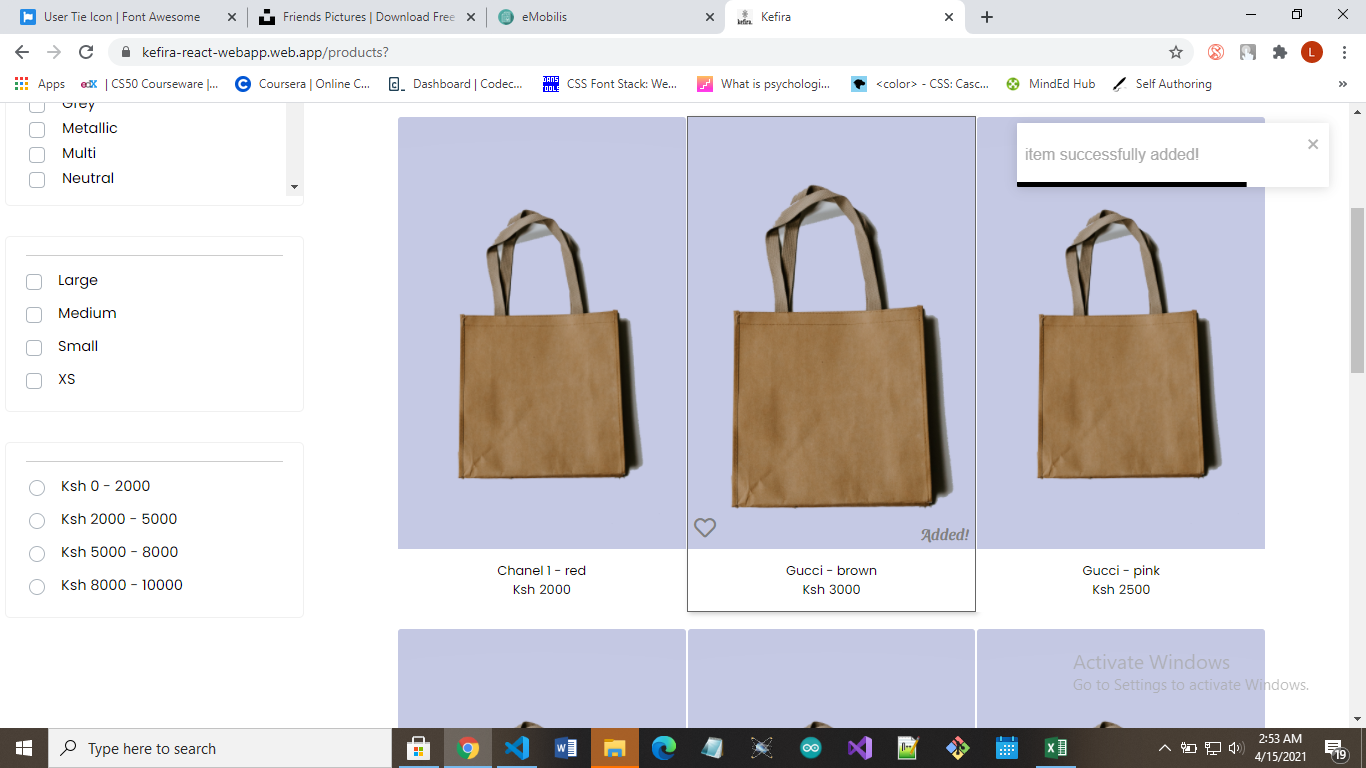 User Tie Icon | Font Awesome
Friends Pictures | Download Free
eMobilis
Kefira
kefira-react-webapp.web.app/products?
L
Apps
edX
| CS50 Courseware |...
Coursera | Online C...
Dashboard | Codec...
CSS Font Stack: We...
What is psychologi...
<color> - CSS: Casc...
MindEd Hub
Self Authoring
»
Grey
Metallic
Multi
Neutral
Large
Medium
Small
XS
Ksh 0 - 2000
Ksh 2000 - 5000
Ksh 5000 - 8000
Ksh 8000 - 10000
item successfully added!
Added!
Chanel 1 - red
Ksh 2000
Gucci - brown
Ksh 3000
Gucci - pink
Ksh 2500
Activate Windows
Go to Settings to activate Windows.
Type here to search
2:53 AM
4/15/2021
19